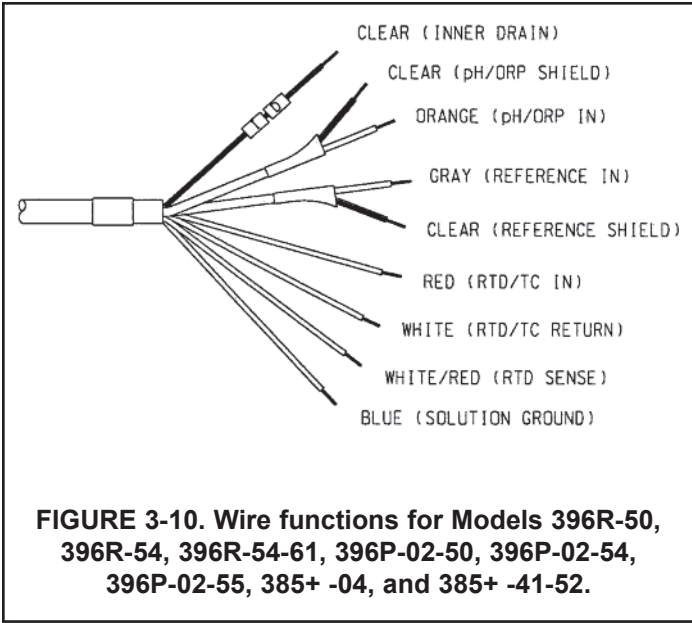 CLEAR (INNER DRAIN)
CLEAR (pH/ORP SHIELD)
ORANGE (pH/ORP IN)
GRAY (REFERENCE IN)
CLEAR (REFERENCE SHIELD)
RED (RTD/TC IN)
WHITE (RTD/TC RETURN)
WHITE/RED (RTD SENSE)
BLUE (SOLUTION GROUND)
FIGURE 3-10. Wire functions for Models 396R-50,
396R-54, 396R-54-61, 396P-02-50, 396P-02-54,
396P-02-55, 385+ -04, and 385+ -41-52.